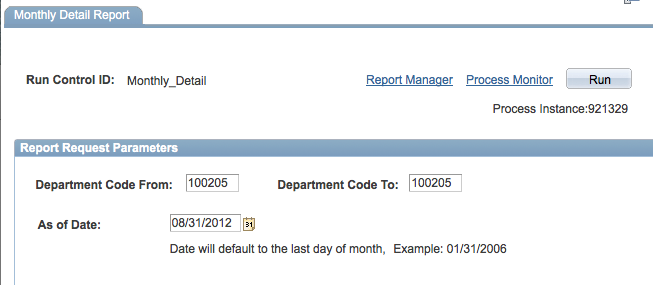 Monthly Detail Report
Run Control ID: Monthly_Detail Report Manager Process Monitor Run
Process Instance:921329
Report Request Parameters
Department Code From: 100205 Department Code To: 100205
As of Date: 08/31/2012 31
Date will default to the last day of month, Example: 01/31/2006